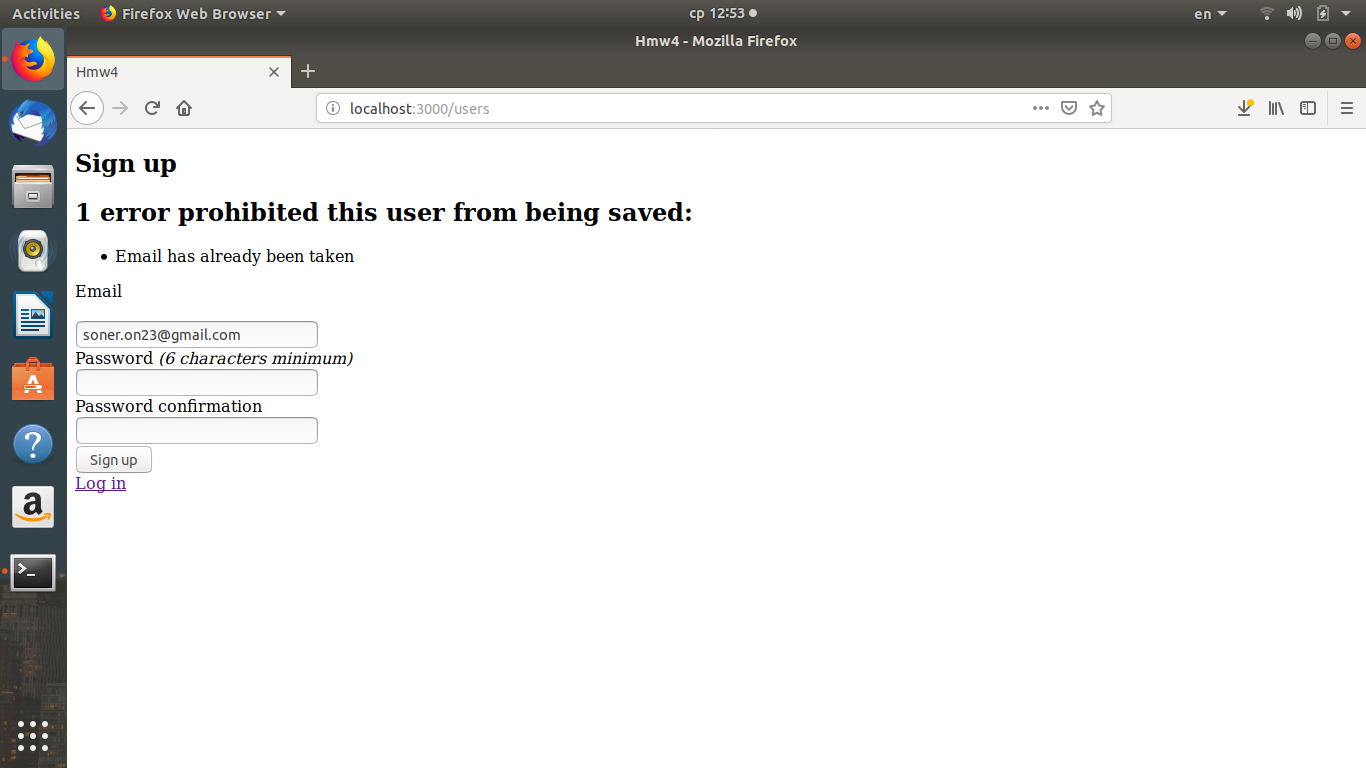 Activities Firefox Web Browser ср 12:53 en
Hmw4 - Mozilla Firefox
Hmw4
localhost:3000/users
Sign up
1 error prohibited this user from being saved:
• Email has already been taken
Email
soner.on23@gmail.com
Password (6 characters minimum)
Password confirmation
Sign up
Log in